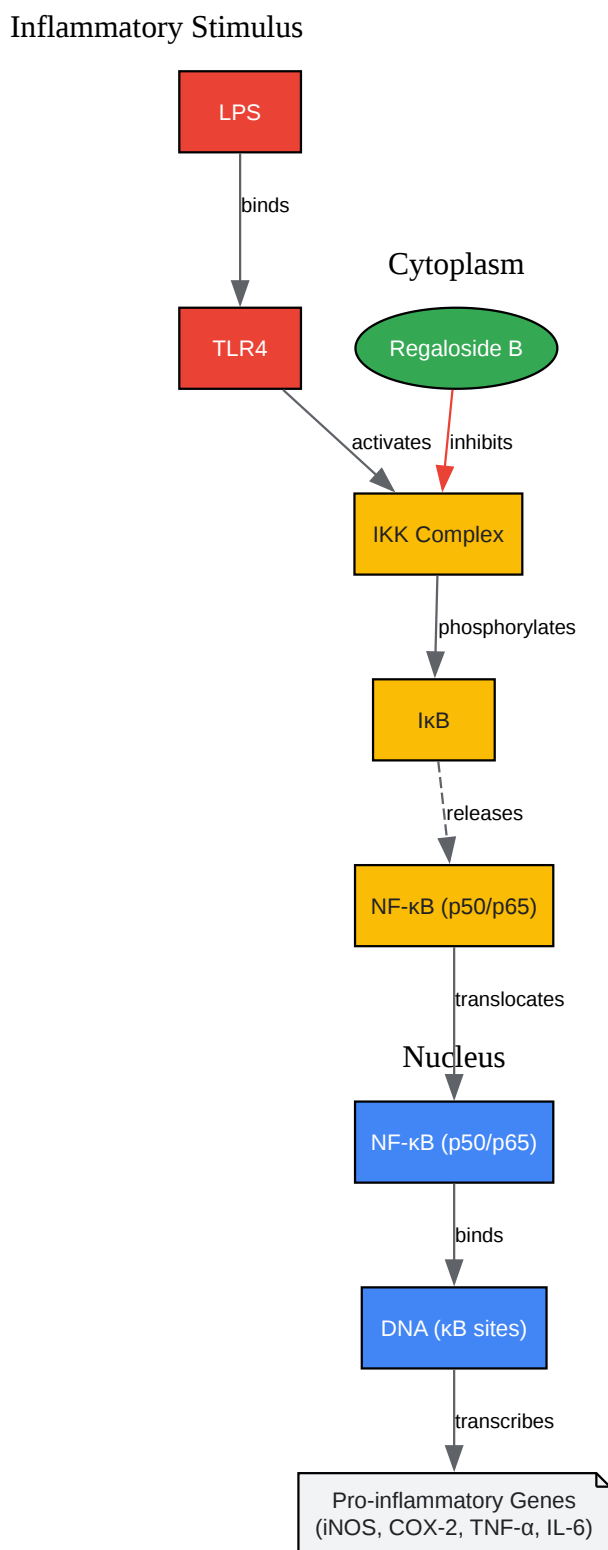 Inflammatory Stimulus
LPS
binds
Cytoplasm
TLR4
Regaloside B
activates
inhibits
IKK Complex
phosphorylates
IκB
releases
NF-κB (p50/p65)
translocates
Nucleus
NF-κB (p50/p65)
binds
DNA (κB sites)
transcribes
Pro-inflammatory Genes
(iNOS, COX-2, TNF-α, IL-6)